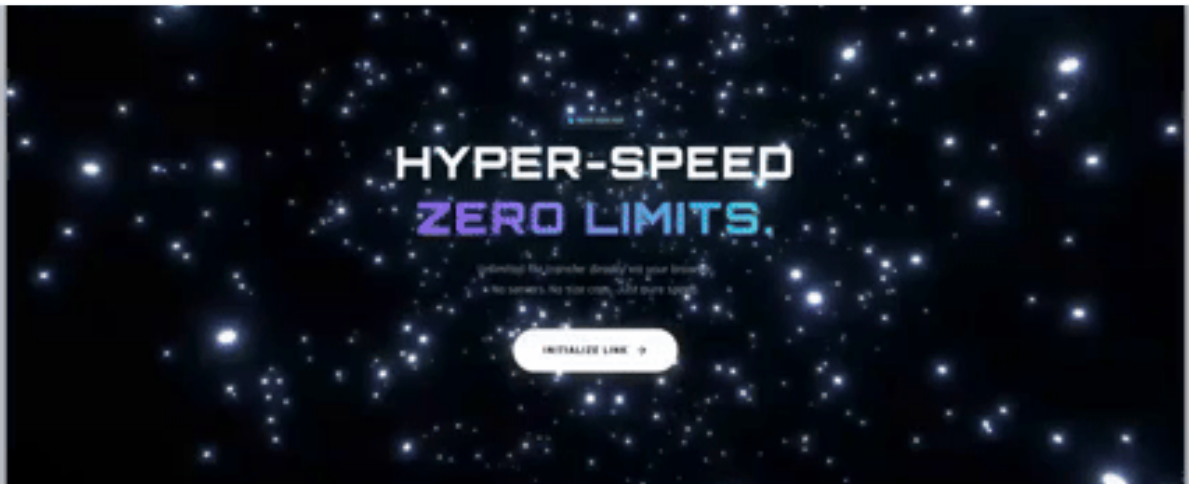 HYPER-SPEED
ZERO LIMITS.
Unlimited file transfer directly via your browser.
No servers. No size caps. Just pure speed.
INITIALIZE LINK →